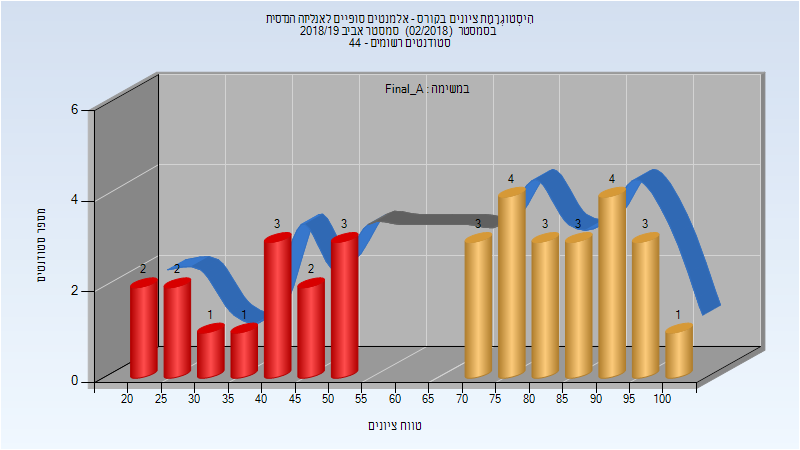 היסטוגרמת ציונים בקורס - אלמנטים סופיים לאנליזה הנדסית
בסמסטר (02/2018) סמסטר אביב 2018/19
סטודנטים רשומים - 44
במשימה : Final_A
מספר סטודנטים
6
4
2
0
2
2
1
1
3
2
3
3
4
3
3
4
3
1
20 25 30 35 40 45 50 55 60 65 70 75 80 85 90 95 100
טווח ציונים